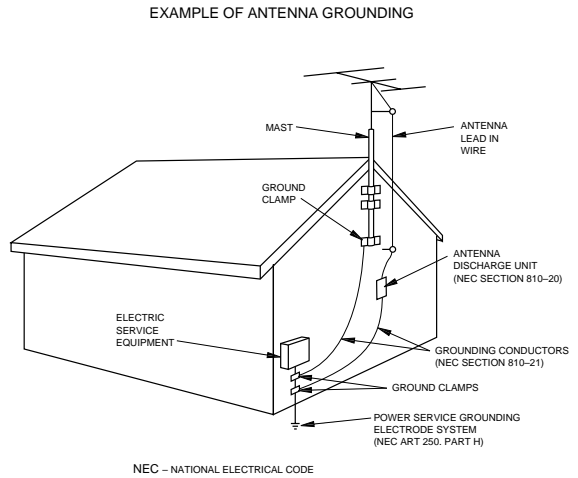 EXAMPLE OF ANTENNA GROUNDING
MAST
ANTENNA
LEAD IN
WIRE
GROUND
CLAMP
ANTENNA
DISCHARGE UNIT
(NEC SECTION 810–20)
ELECTRIC
SERVICE
EQUIPMENT
GROUNDING CONDUCTORS
(NEC SECTION 810–21)
GROUND CLAMPS
POWER SERVICE GROUNDING
ELECTRODE SYSTEM
(NEC ART 250. PART H)
NEC – NATIONAL ELECTRICAL CODE